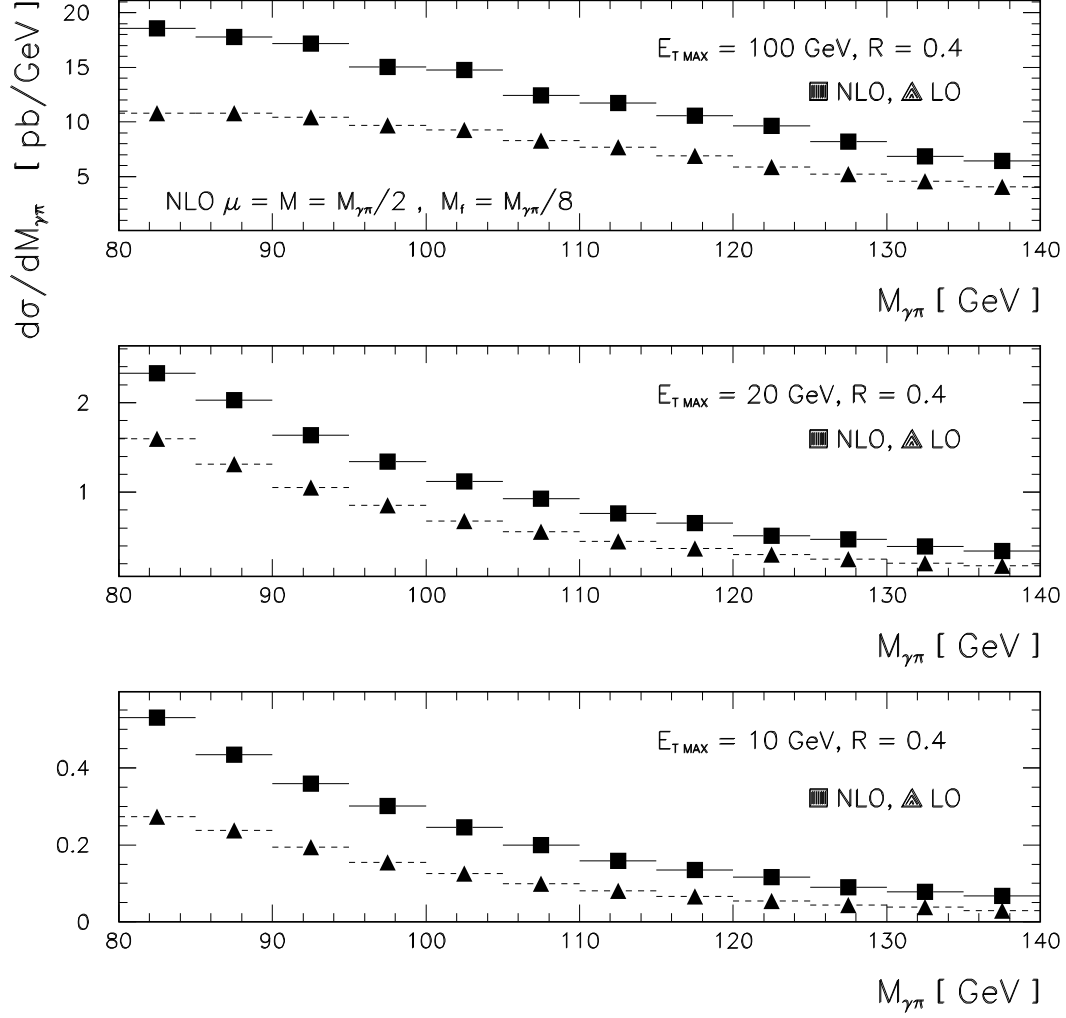 dσ/dM_γπ [ pb/GeV ]
20
15
10
5
E_T MAX = 100 GeV, R = 0.4
NLO, LO
NLO μ = M = M_γπ/2 , M_f = M_γπ/8
80 90 100 110 120 130 140
M_γπ [ GeV ]
2
1
E_T MAX = 20 GeV, R = 0.4
NLO, LO
80 90 100 110 120 130 140
M_γπ [ GeV ]
0.4
0.2
0
E_T MAX = 10 GeV, R = 0.4
NLO, LO
80 90 100 110 120 130 140
M_γπ [ GeV ]